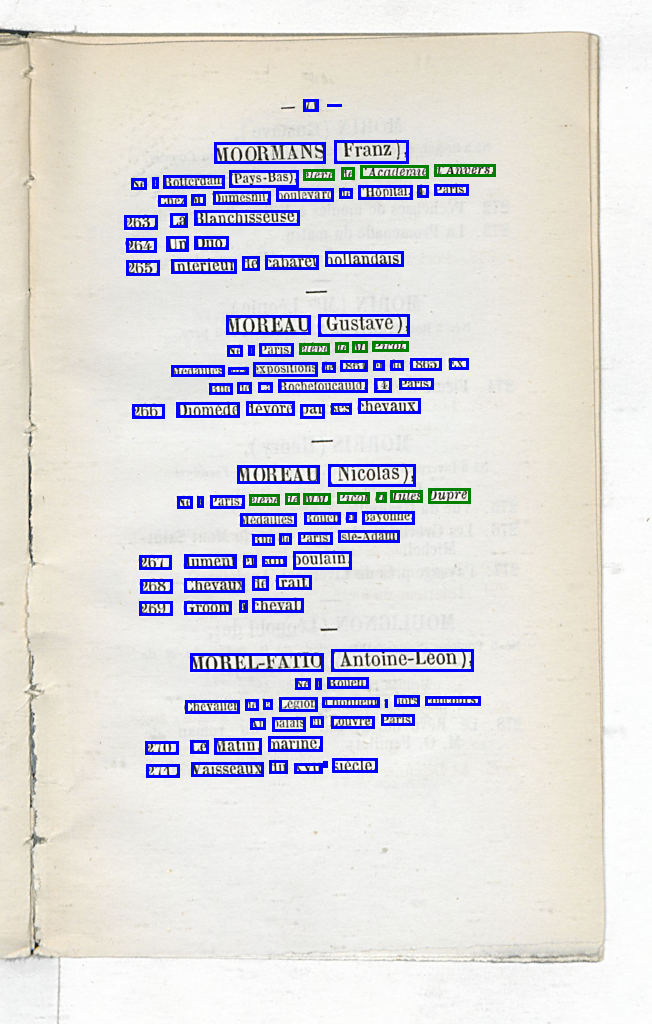 MOORMANS (Franz),
Né à Rotterdam (Pays-Bas), élève de l'Académie d'Anvers
Chez M. Dumesnil, boulevard de l'Hôpital, à Paris
263 La Blanchisseuse.
264 Un Duo.
265 Intérieur de cabaret hollandais.
MOREAU (Gustave),
Né à Paris, élève de M. Picot.
Médailles aux expositions de 1864 et de 1865. Ex.
Rue de La Rochefoucauld, 14, Paris.
266 Diomède dévoré par ses chevaux.
MOREAU (Nicolas),
Né à Paris, élève de MM. Picot et Jules Dupré
Médailles Rouen et Bayonne.
Rue de Paris, Isle-Adam
267 Jument et son poulain.
268 Chevaux de trait.
269 Groom à cheval.
MOREL-FATIO (Antoine-Léon),
Né à Rouen
Chevalier de la Légion d'honneur, hors concours.
Au palais du Louvre, Paris.
270 Le Matin, marine.
271 Vaisseaux du XVIIe siècle.